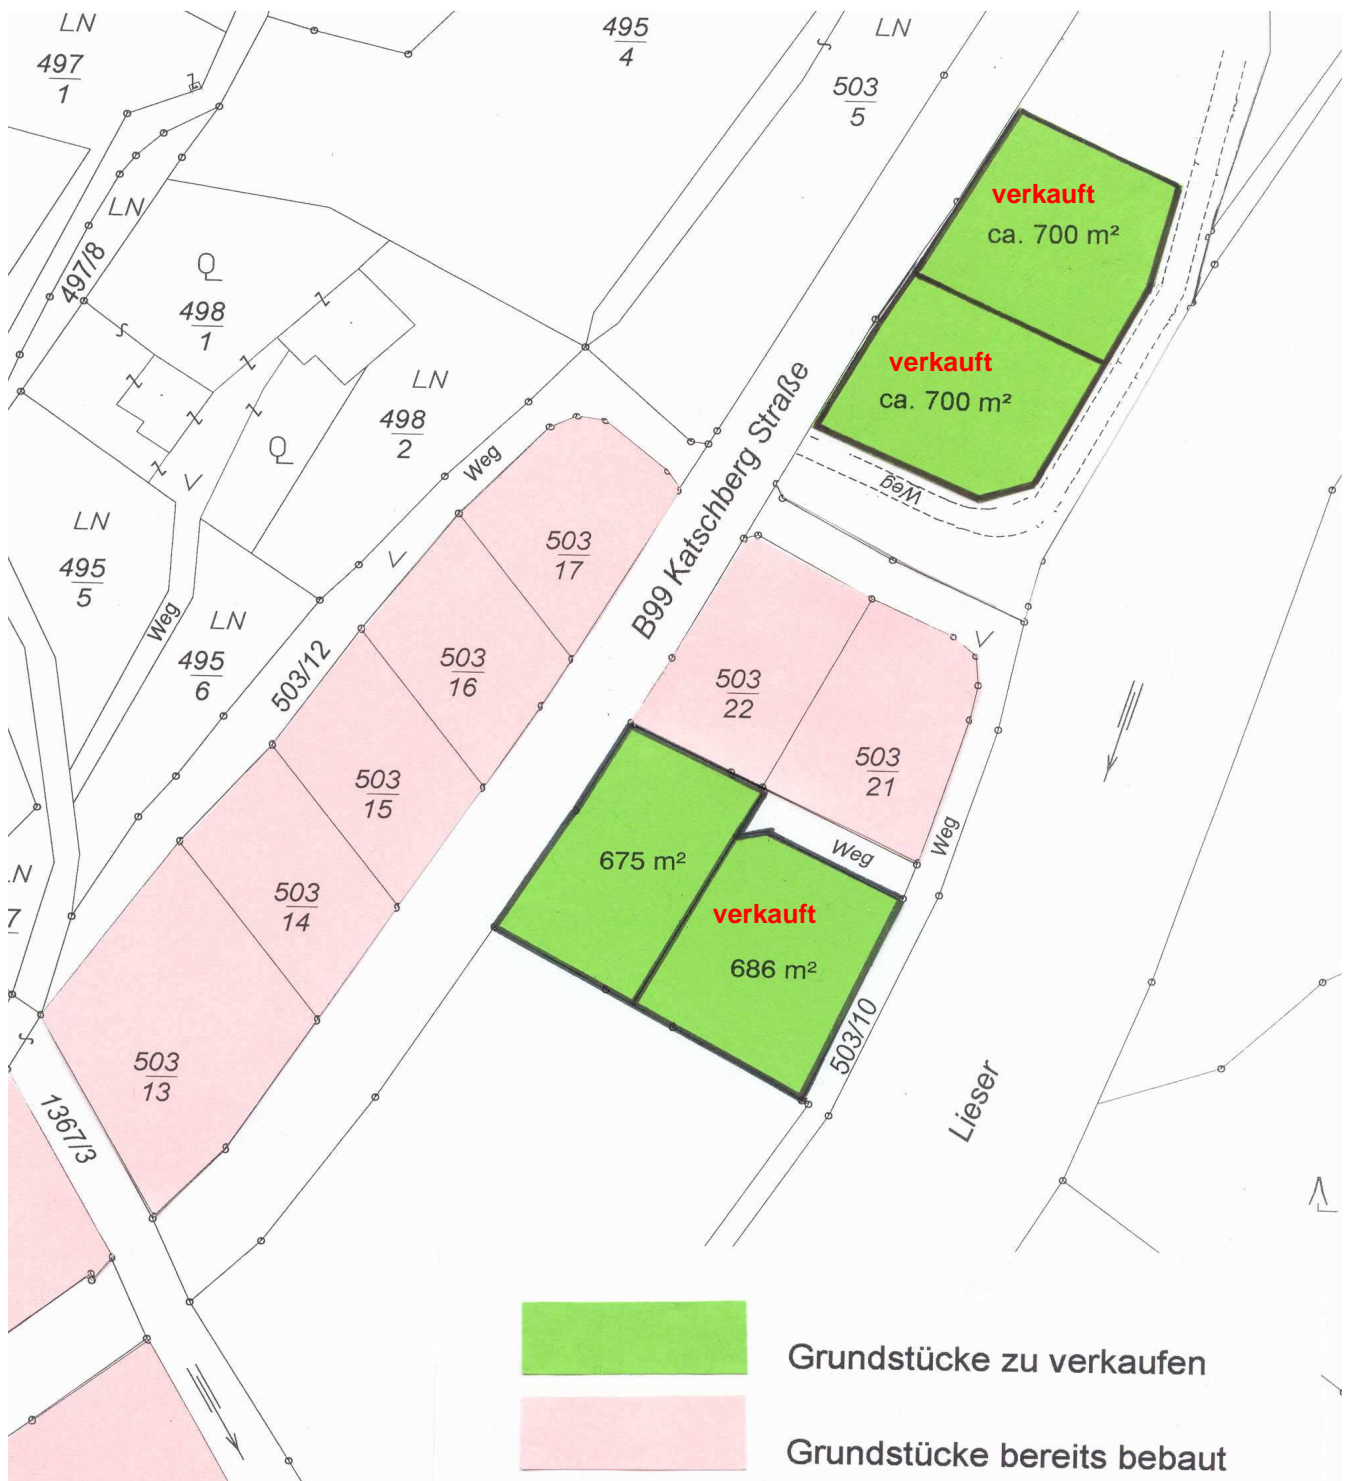 LN
497
1
495
4
LN
503
5
LN
497/8
498
1
verkauft
ca. 700 m²
verkauft
ca. 700 m²
LN
498
2
Weg
B99 Katschberg Straße
Weg
LN
495
5
Weg
LN
495
6
503/12
503
17
503
16
503
15
503
14
503
13
503
22
503
21
Weg
Weg
675 m²
verkauft
686 m²
503/10
Lieser
LN
7
1367/3
Grundstücke zu verkaufen
Grundstücke bereits bebaut